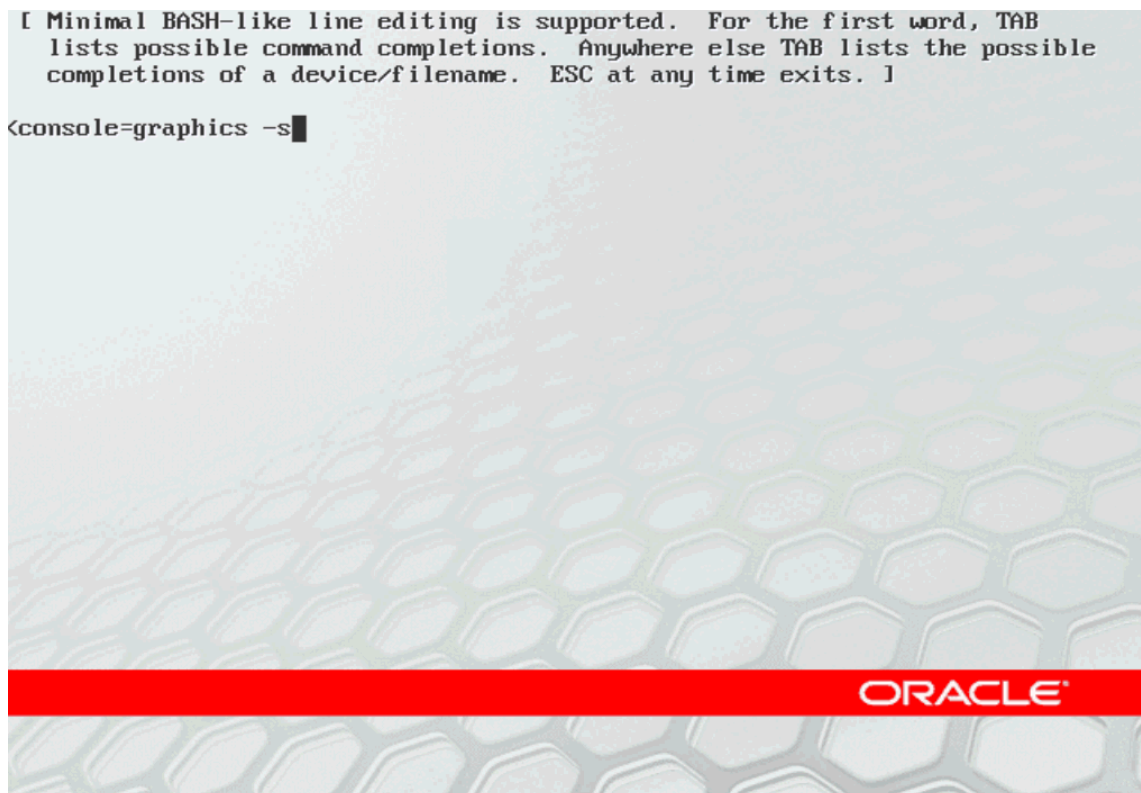 [ Minimal BASH-like line editing is supported.  For the first word, TAB
lists possible command completions.  Anywhere else TAB lists the possible
completions of a device/filename.  ESC at any time exits. ]
<console=graphics -s
ORACLE